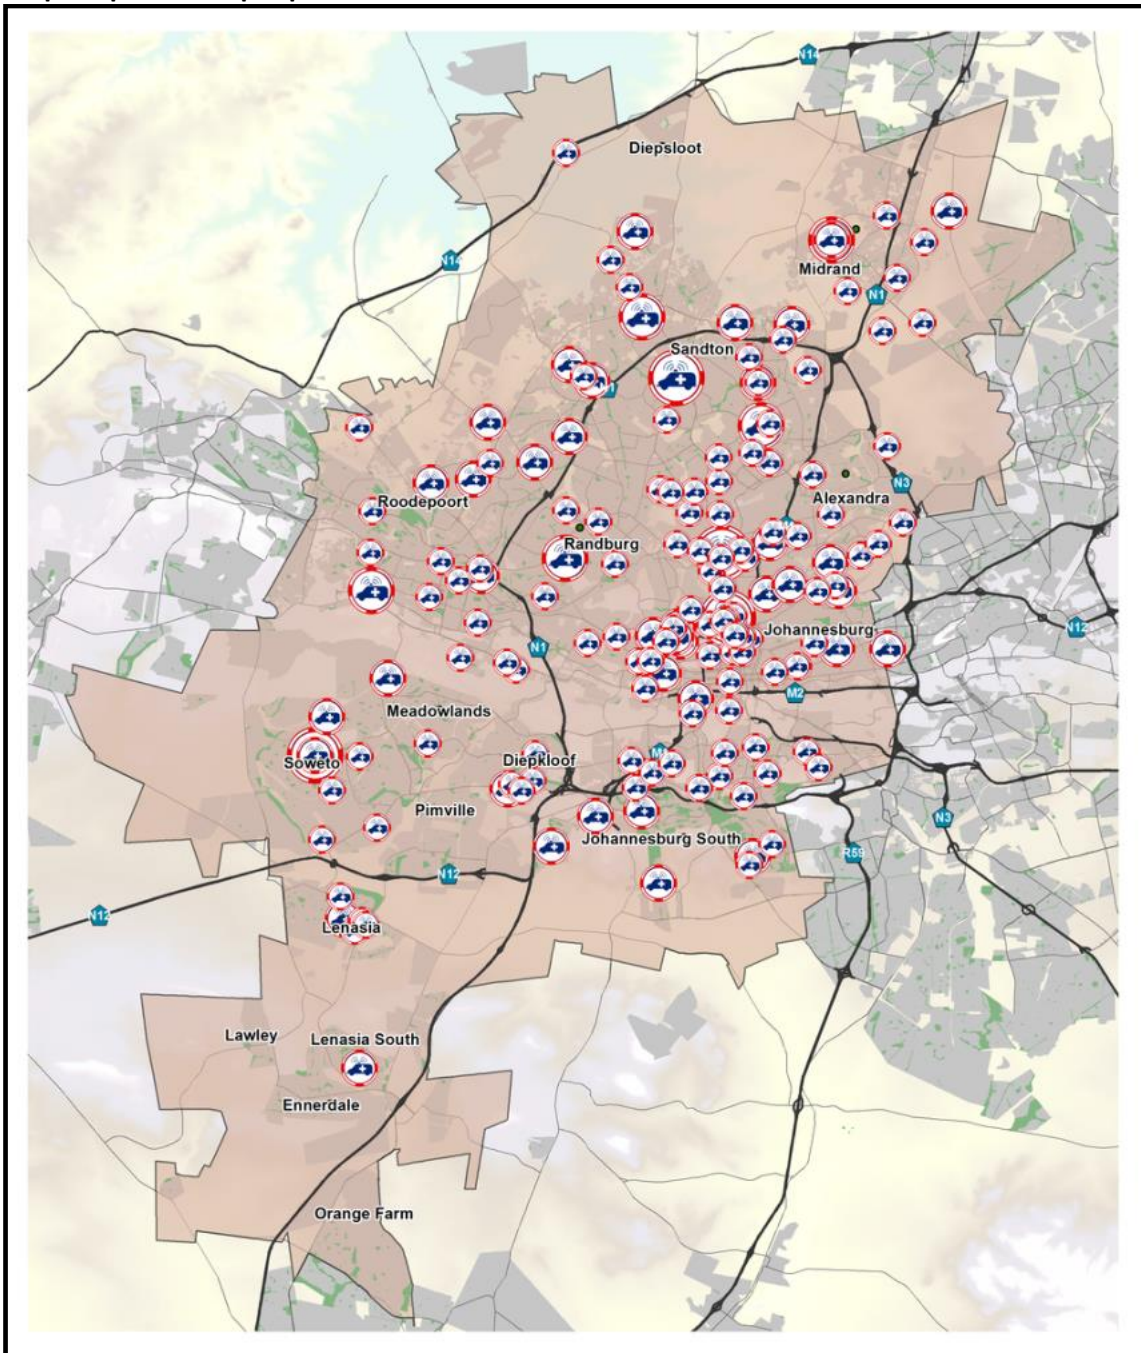 N14
Diepsloot
N14
Midrand
N1
Sandton
Roodepoort
Alexandra
N3
Randburg
Johannesburg
N12
N1
M2
Meadowlands
Soweto
Diepkloof
Pimville
Johannesburg South
N3
R59
N12
N12
Lenasia
Lawley
Lenasia South
Ennerdale
Orange Farm